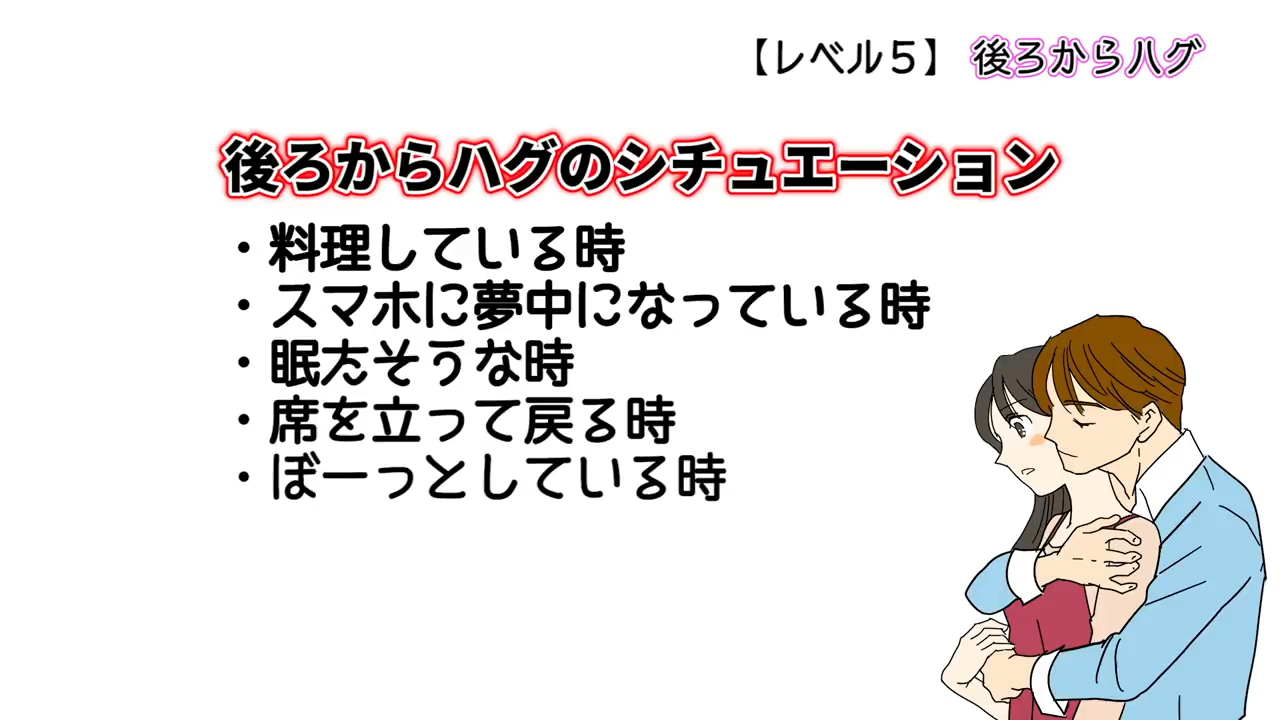 【レベル５】 後ろからハグ
後ろからハグのシチュエーション
・料理している時
・スマホに夢中になっている時
・眠たそうな時
・席を立って戻る時
・ぼーっとしている時